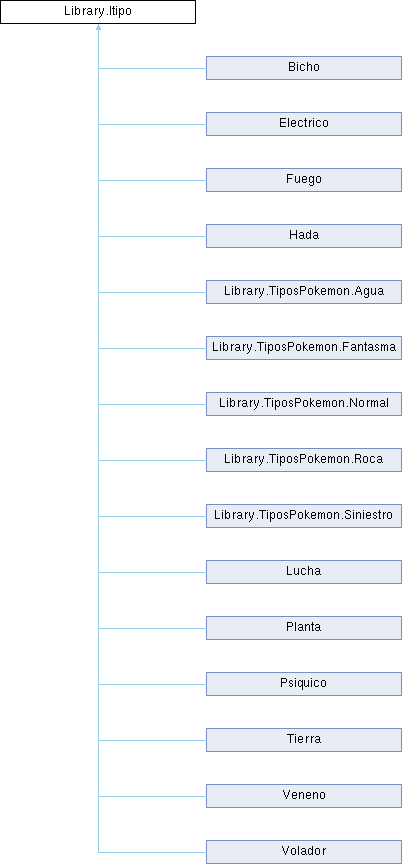 Library.Itipo
Bicho
Electrico
Fuego
Hada
Library.TiposPokemon.Agua
Library.TiposPokemon.Fantasma
Library.TiposPokemon.Normal
Library.TiposPokemon.Roca
Library.TiposPokemon.Siniestro
Lucha
Planta
Psiquico
Tierra
Veneno
Volador